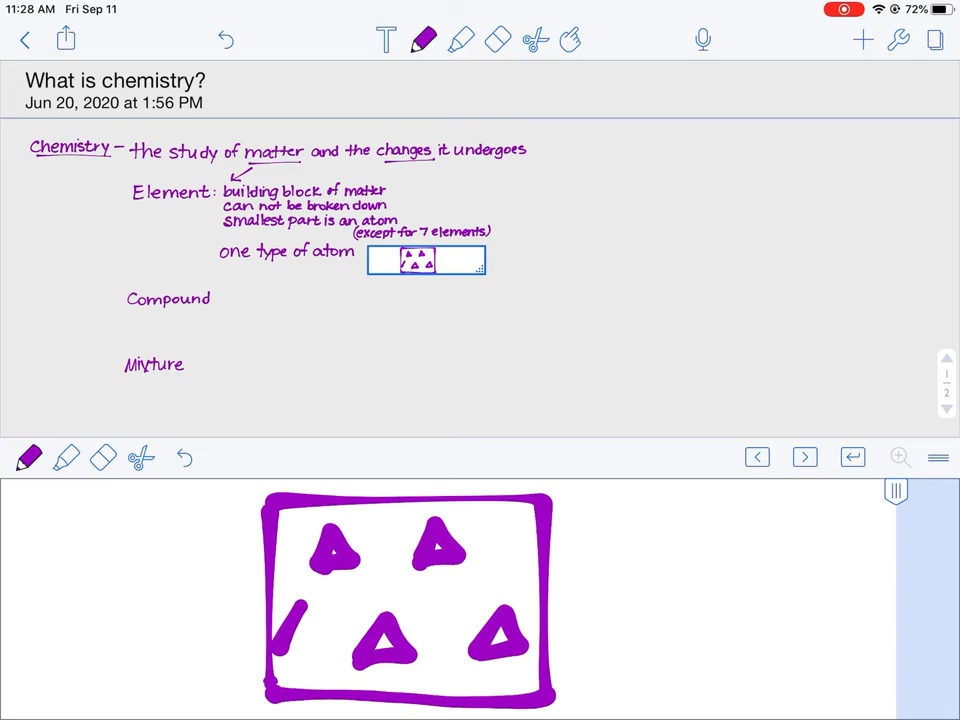 11:28 AM Fri Sep 11 72%
T
What is chemistry?
Jun 20, 2020 at 1:56 PM
Chemistry – the study of matter and the changes it undergoes
Element: building block of matter
can not be broken down
smallest part is an atom
(except for 7 elements)
one type of atom
Compound
Mixture
1
2